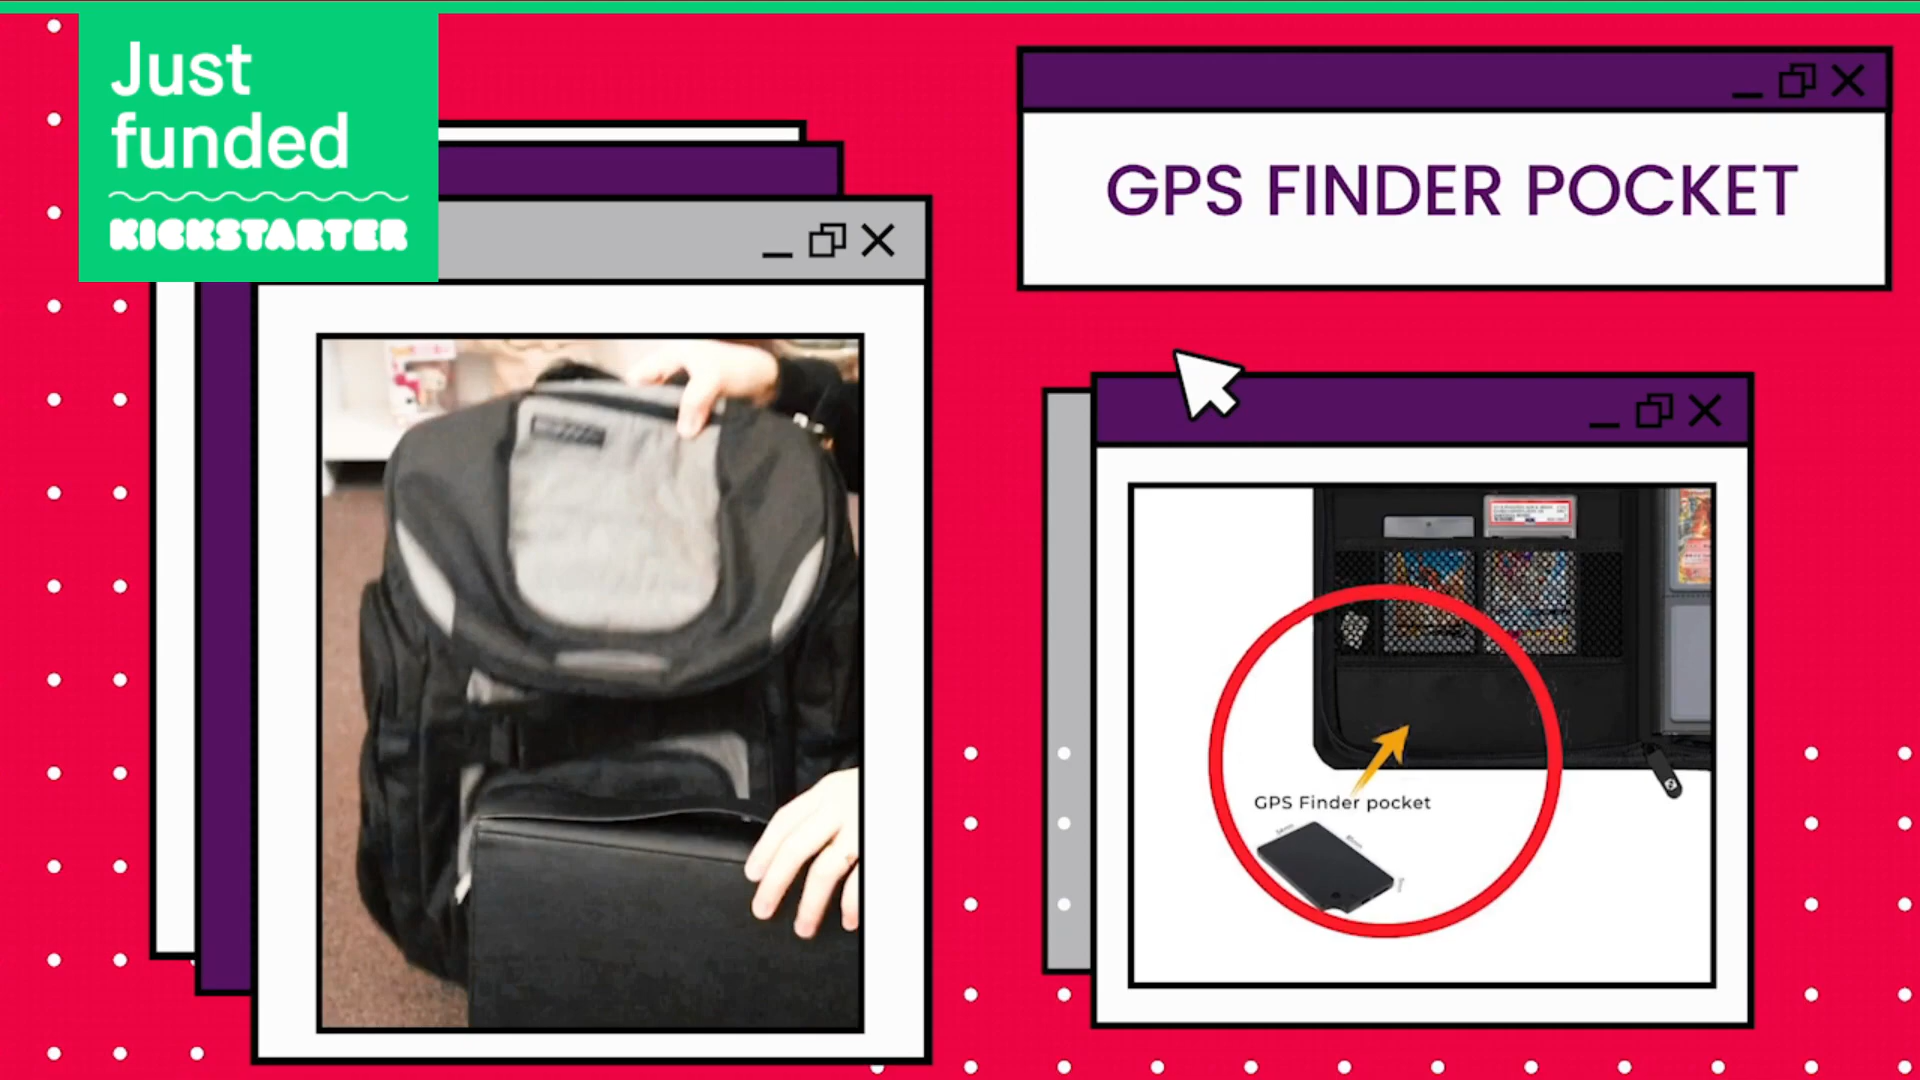 Just
funded
KICKSTARTER
GPS FINDER POCKET
GPS Finder pocket